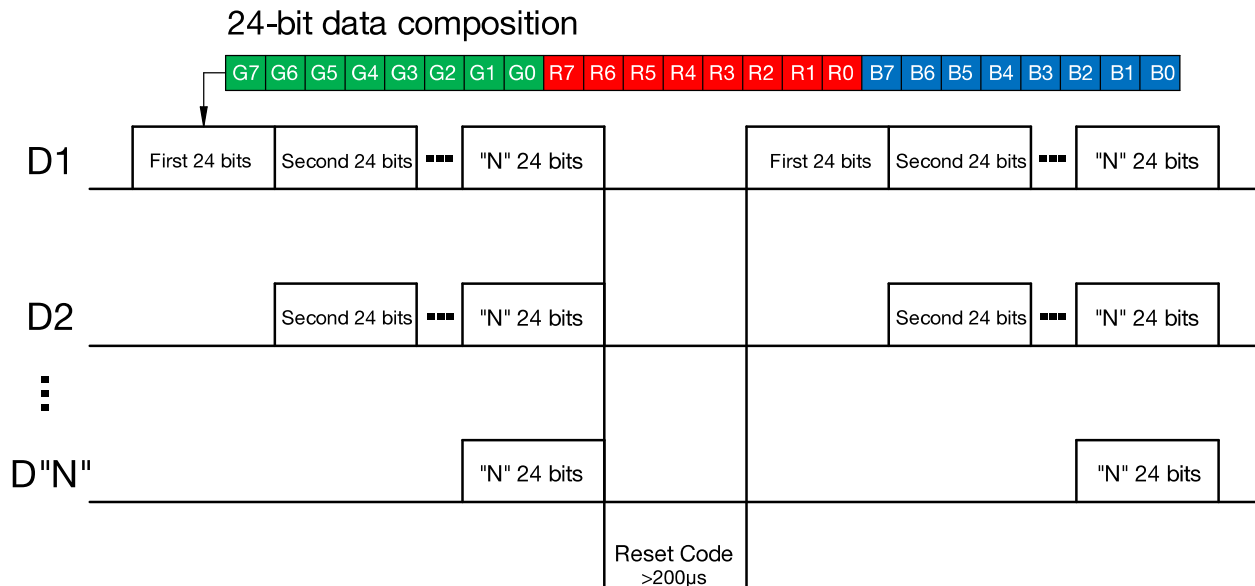 24-bit data composition
G7 G6 G5 G4 G3 G2 G1 G0 R7 R6 R5 R4 R3 R2 R1 R0 B7 B6 B5 B4 B3 B2 B1 B0
D1 First 24 bits Second 24 bits "N" 24 bits First 24 bits Second 24 bits "N" 24 bits
D2 Second 24 bits "N" 24 bits Second 24 bits "N" 24 bits
D"N" "N" 24 bits "N" 24 bits
Reset Code
>200µs